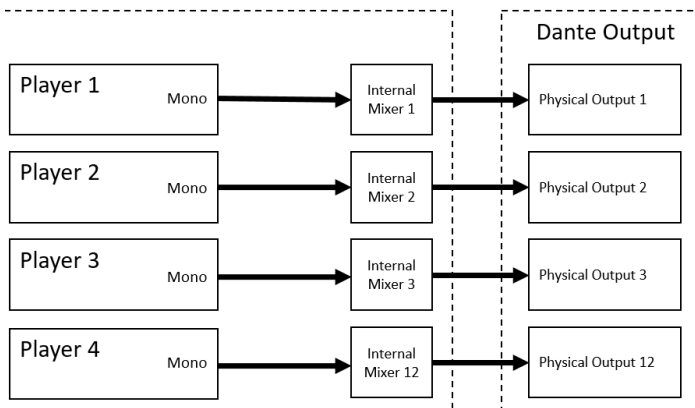 Dante Output
Player 1
Mono
Internal
Mixer 1
Physical Output 1
Player 2
Mono
Internal
Mixer 2
Physical Output 2
Player 3
Mono
Internal
Mixer 3
Physical Output 3
Player 4
Mono
Internal
Mixer 12
Physical Output 12